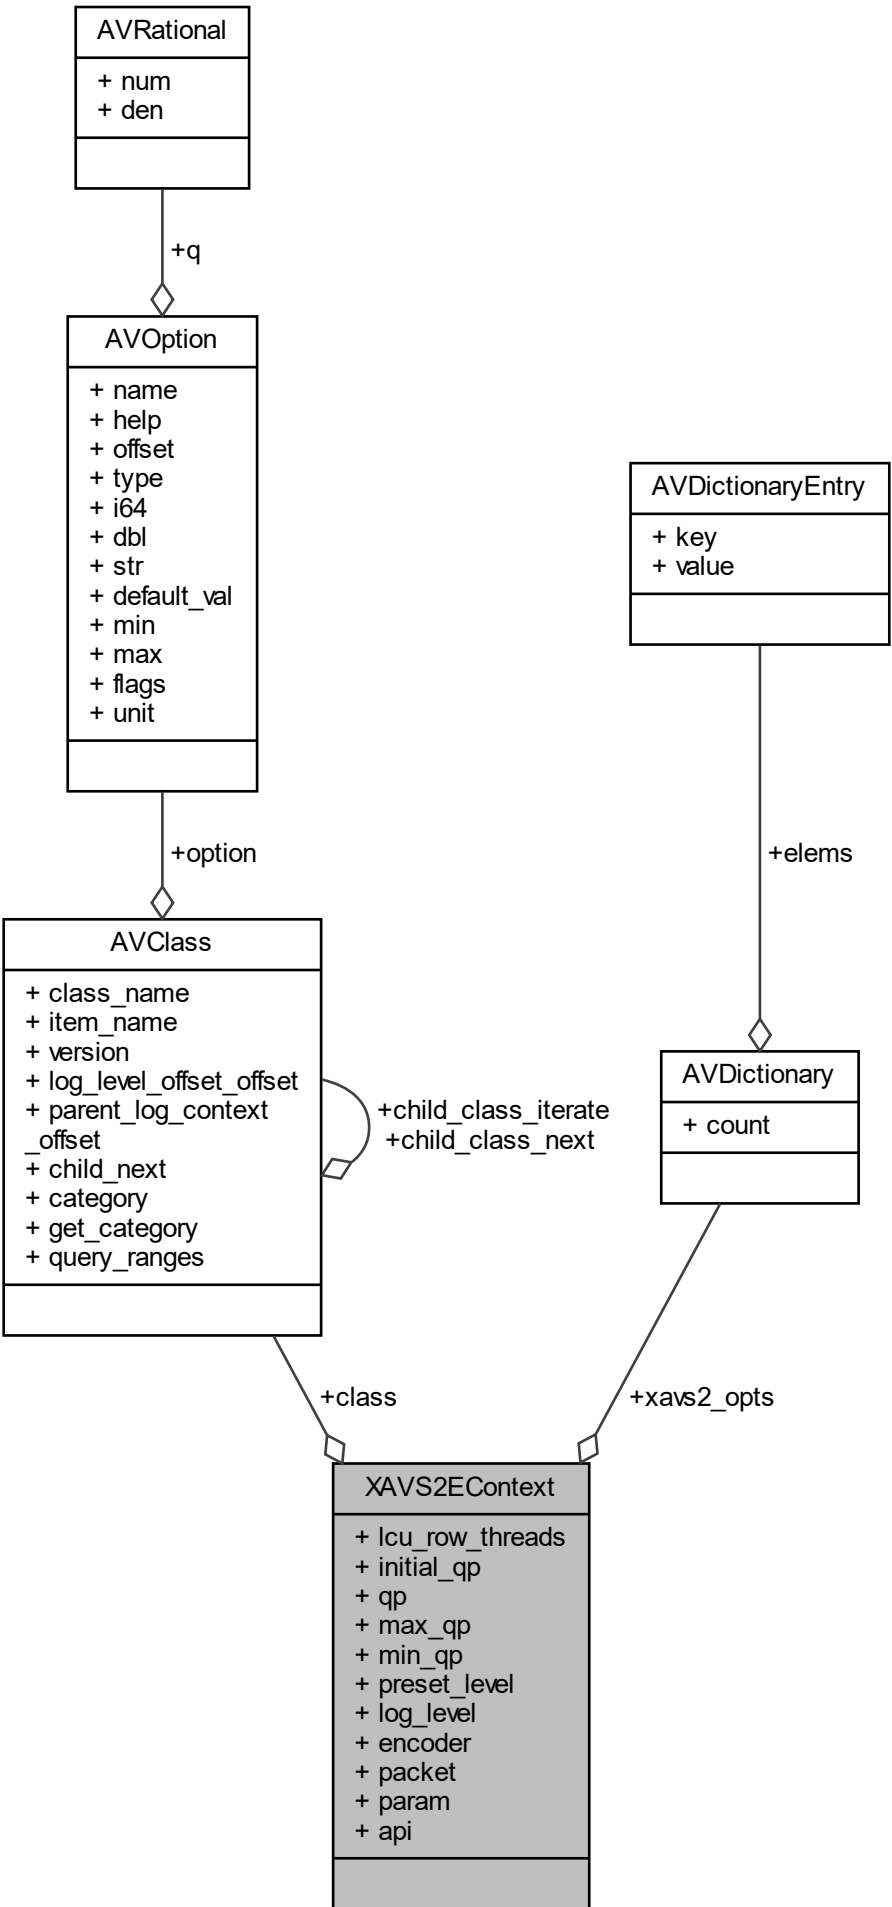 AVRational
+ num
+ den
+q
AVOption
+ name
+ help
+ offset
+ type
+ i64
+ dbl
+ str
+ default_val
+ min
+ max
+ flags
+ unit
AVDictionaryEntry
+ key
+ value
+option
+elems
AVClass
+ class_name
+ item_name
+ version
+ log_level_offset_offset
+ parent_log_context
_offset
+ child_next
+ category
+ get_category
+ query_ranges
+child_class_iterate
+child_class_next
AVDictionary
+ count
+class
+xavs2_opts
XAVS2EContext
+ lcu_row_threads
+ initial_qp
+ qp
+ max_qp
+ min_qp
+ preset_level
+ log_level
+ encoder
+ packet
+ param
+ api